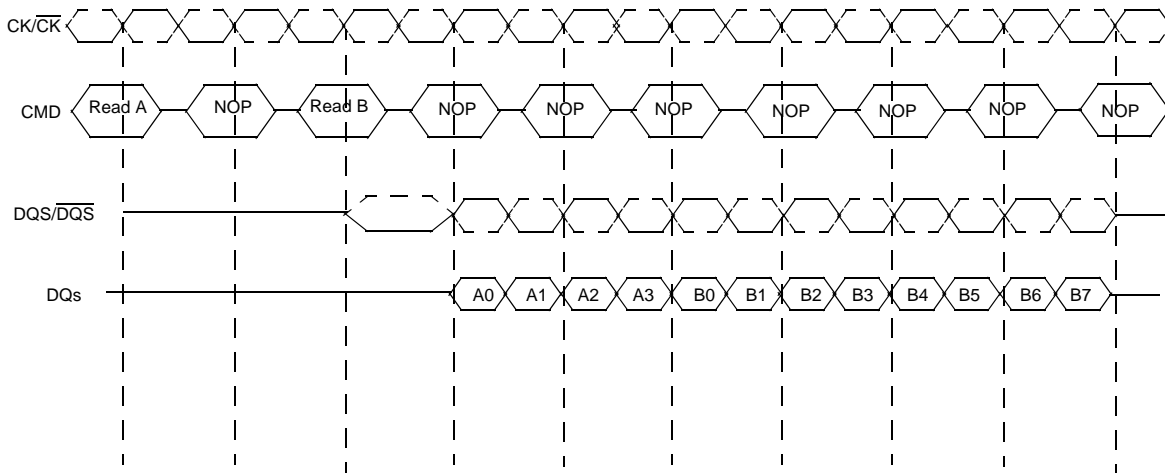 CK/CK
CMD Read A NOP Read B NOP NOP NOP NOP NOP NOP NOP
DQS/DQS
DQs A0 A1 A2 A3 B0 B1 B2 B3 B4 B5 B6 B7